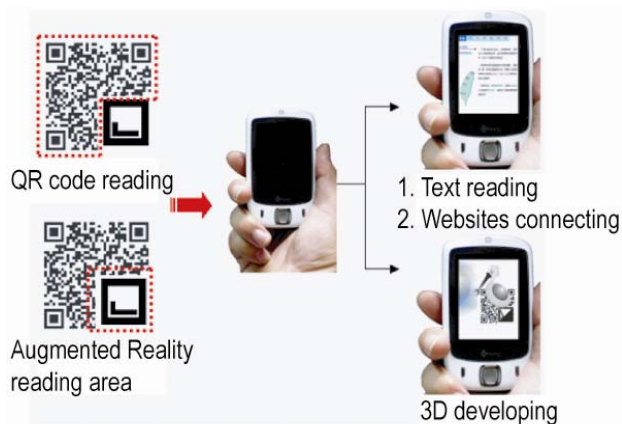 QR code reading
Augmented Reality
reading area
1. Text reading
2. Websites connecting
3D developing